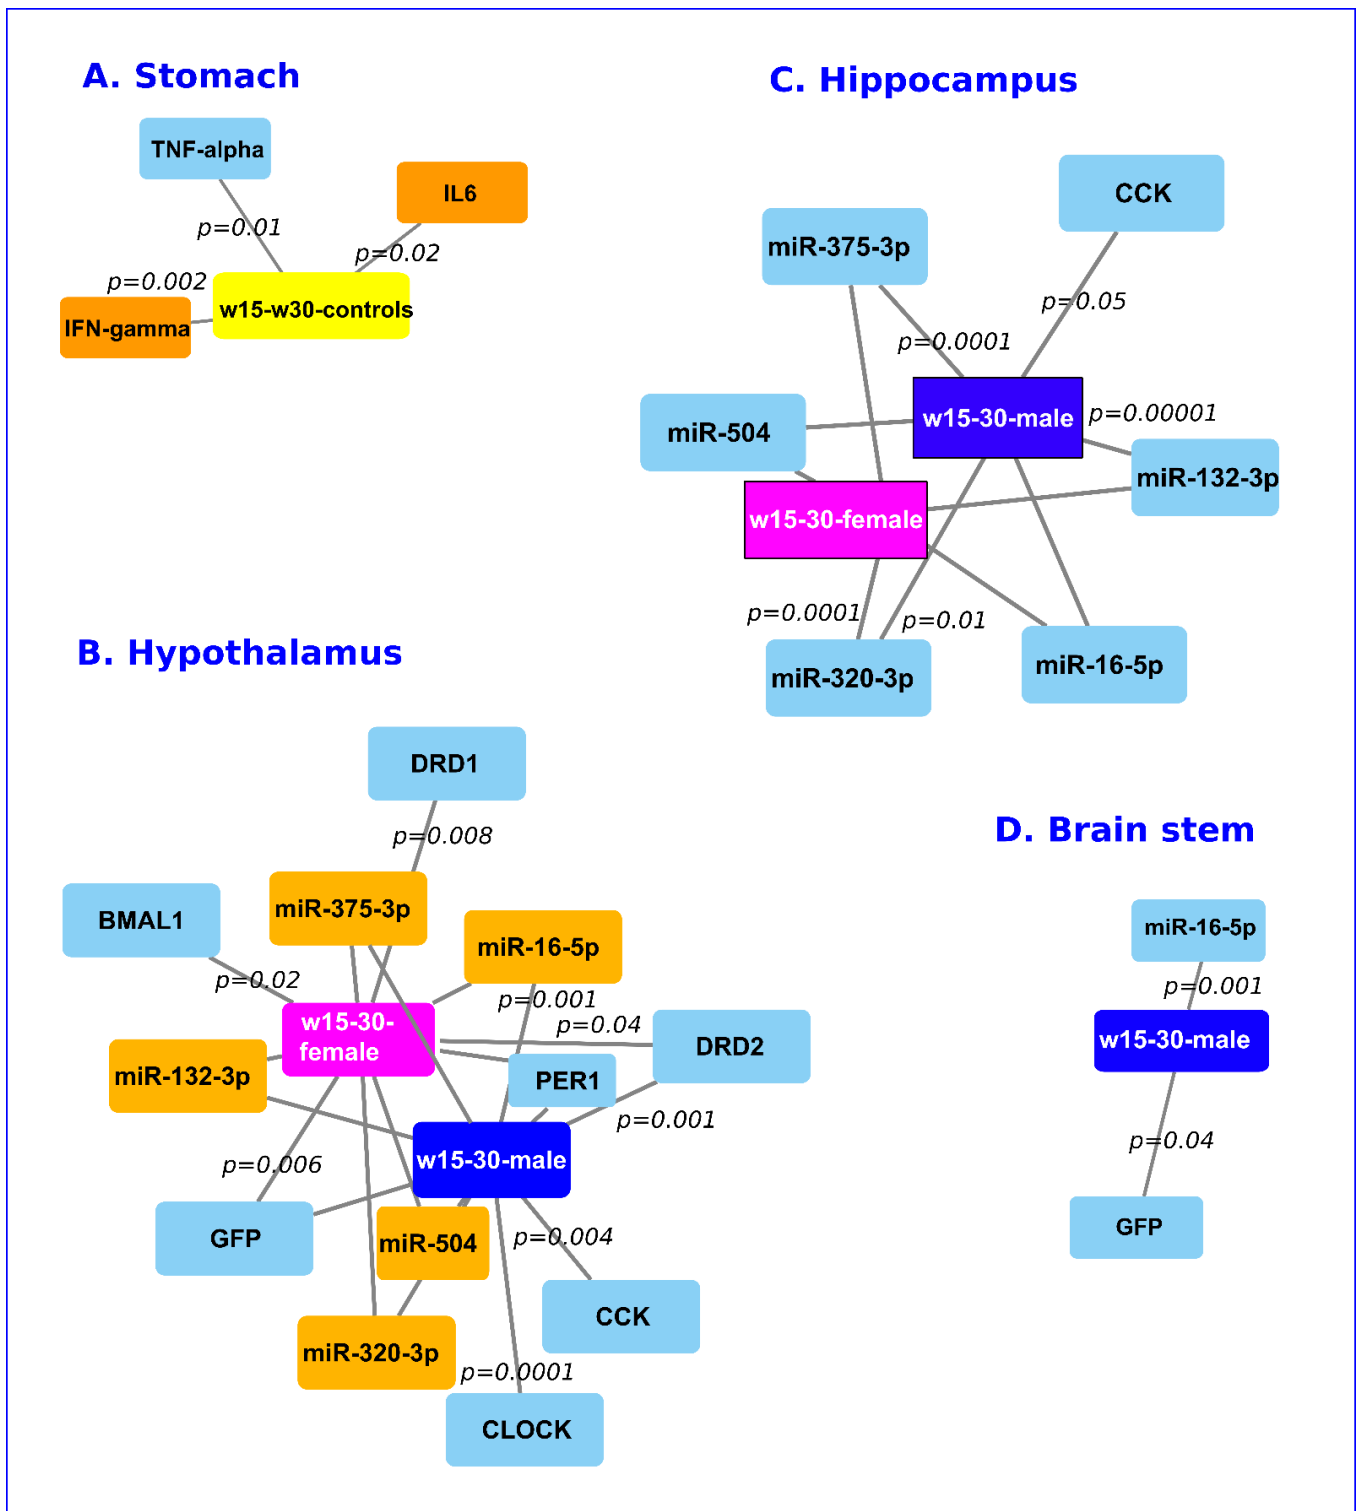 A. Stomach
TNF-alpha
IL6
p=0.01
p=0.02
p=0.002
w15-w30-controls
IFN-gamma
C. Hippocampus
CCK
miR-375-3p
p=0.05
p=0.0001
w15-30-male
p=0.00001
miR-504
miR-132-3p
w15-30-female
p=0.0001
p=0.01
miR-320-3p
miR-16-5p
B. Hypothalamus
DRD1
p=0.008
miR-375-3p
BMAL1
miR-16-5p
p=0.02
p=0.001
w15-30-
female
p=0.04
DRD2
miR-132-3p
PER1
p=0.001
w15-30-male
p=0.006
GFP
miR-504
p=0.004
CCK
miR-320-3p
p=0.0001
CLOCK
D. Brain stem
miR-16-5p
p=0.001
w15-30-male
p=0.04
GFP